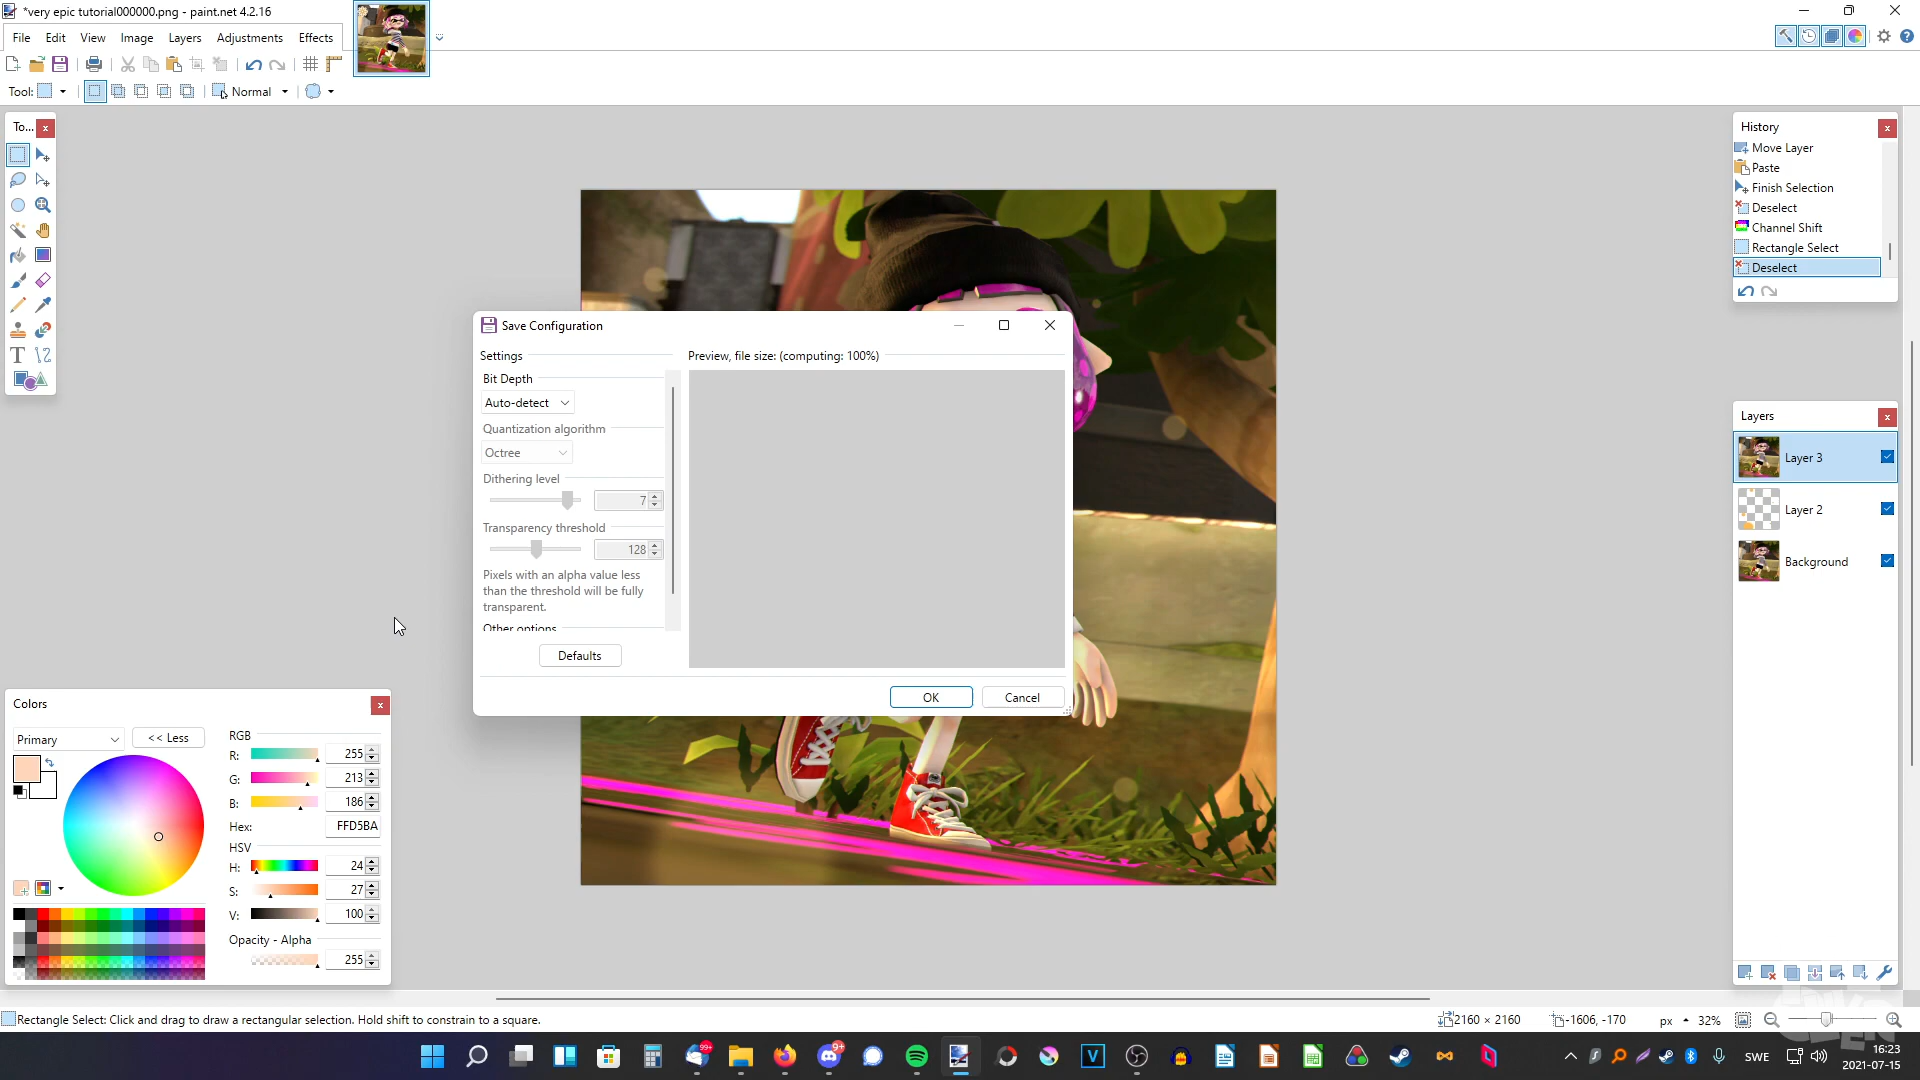 *very epic tutorial000000.png - paint.net 4.2.16
File Edit View Image Layers Adjustments Effects
Tool: Normal
To...
History
Move Layer
Paste
Finish Selection
Deselect
Channel Shift
Rectangle Select
Deselect
Save Configuration
Settings
Preview, file size: (computing: 100%)
Bit Depth
Auto-detect
Quantization algorithm
Octree
Dithering level
7
Transparency threshold
128
Pixels with an alpha value less
than the threshold will be fully
transparent.
Other options
Defaults
OK
Cancel
Layers
Layer 3
Layer 2
Background
Colors
Primary
<< Less
RGB
R: 255
G: 213
B: 186
Hex: FFD5BA
HSV
H: 24
S: 27
V: 100
Opacity - Alpha
255
Rectangle Select: Click and drag to draw a rectangular selection. Hold shift to constrain to a square.
2160 × 2160
-1606, -170
px
32%
99+
9+
V
SWE
16:23
2021-07-15